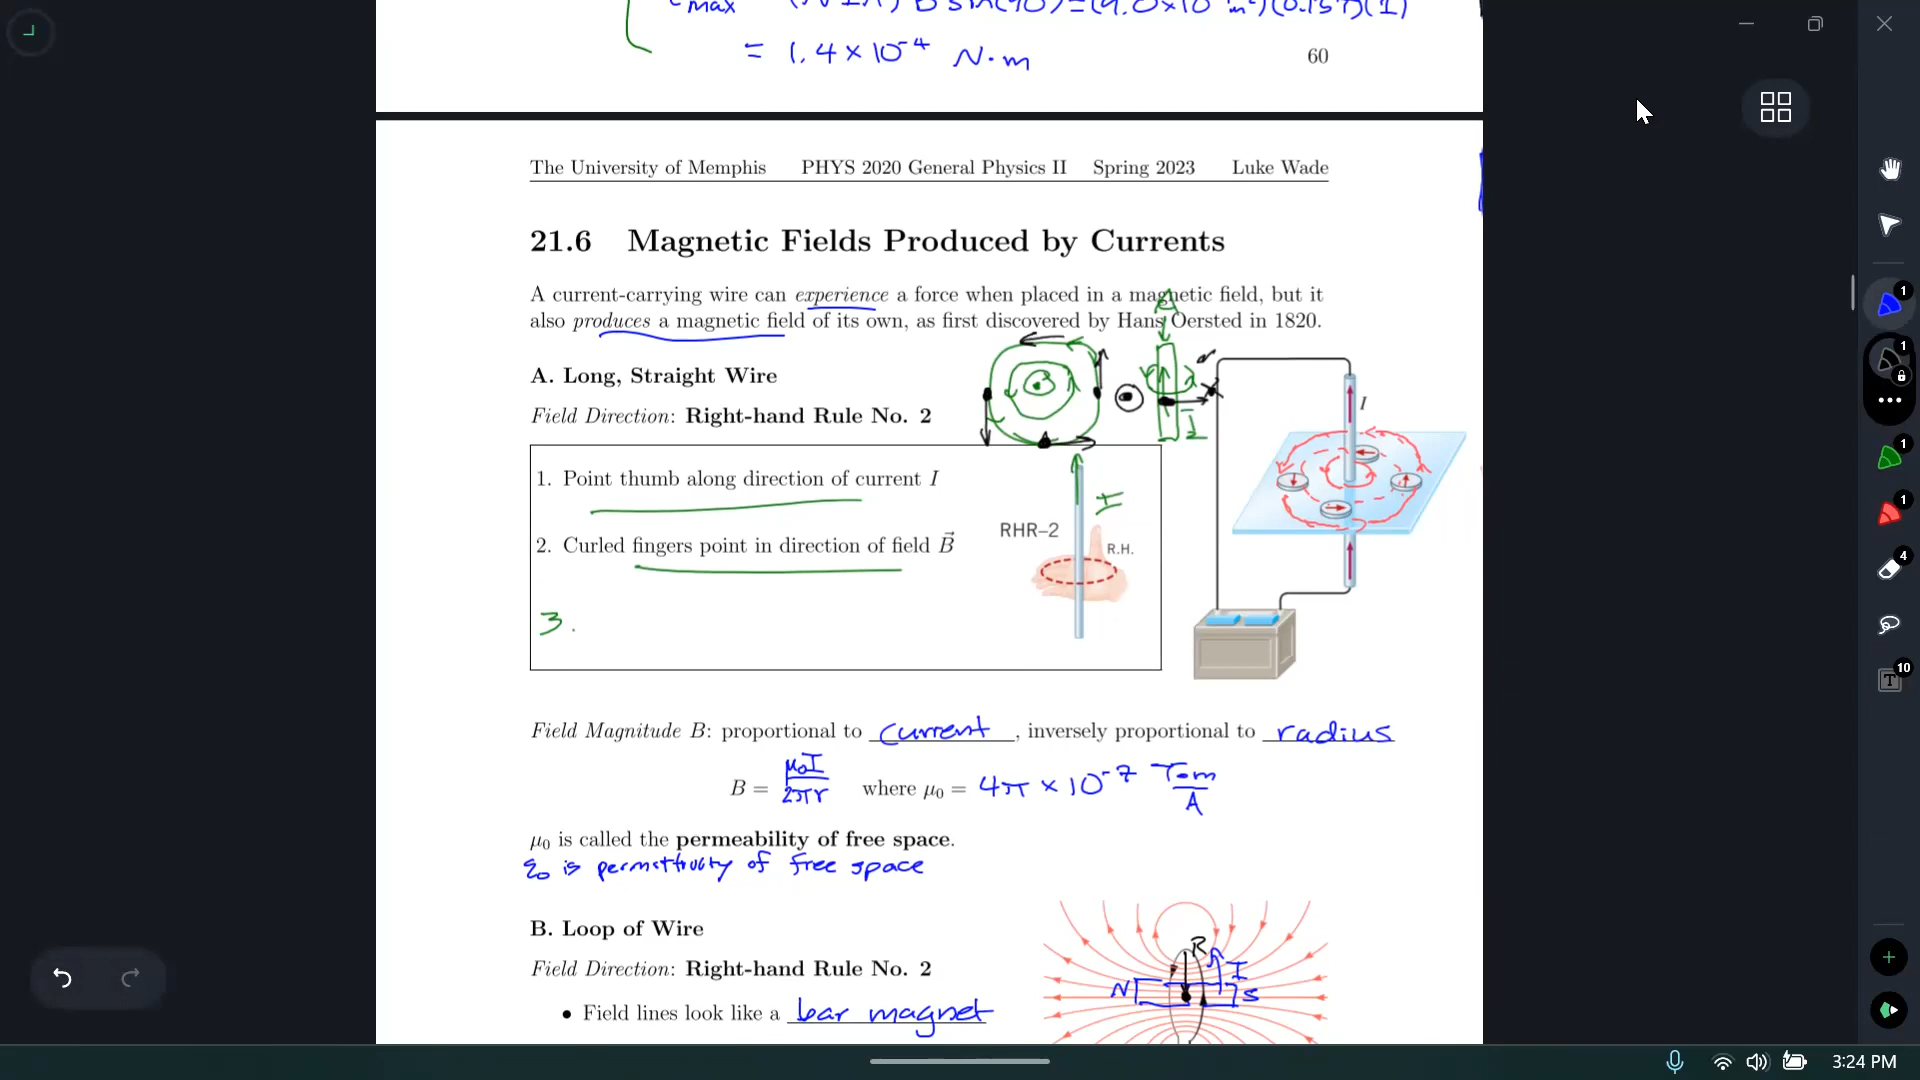 = 1.4 × 10⁻⁴ N·m
60
The University of Memphis PHYS 2020 General Physics II Spring 2023 Luke Wade
21.6 Magnetic Fields Produced by Currents
A current-carrying wire can experience a force when placed in a magnetic field, but it
also produces a magnetic field of its own, as first discovered by Hans Oersted in 1820.
A. Long, Straight Wire
Field Direction: Right-hand Rule No. 2
I
I
1. Point thumb along direction of current I
I
RHR–2
R.H.
2. Curled fingers point in direction of field B⃗
3.
Field Magnitude B: proportional to current, inversely proportional to radius
B = μ₀I/2πr where μ₀ = 4π × 10⁻⁷ T·m/A
μ₀ is called the permeability of free space.
ε₀ is permittivity of free space
B. Loop of Wire
R
I
N
S
Field Direction: Right-hand Rule No. 2
• Field lines look like a bar magnet
1
1
1
1
4
10
3:24 PM